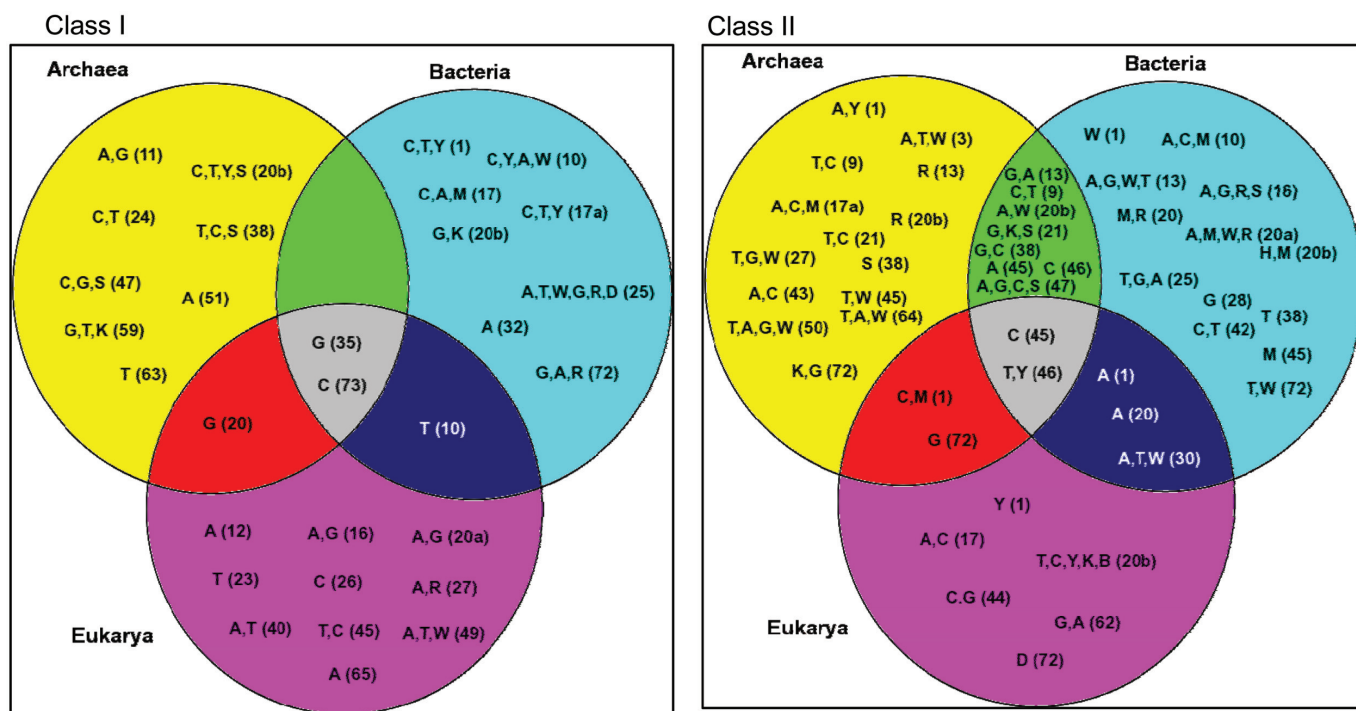 Class I
Archaea
Bacteria
A,G (11)
C,T,Y,S (20b)
C,T (24)
T,C,S (38)
C,G,S (47)
A (51)
G,T,K (59)
T (63)
C,T,Y (1)
C,Y,A,W (10)
C,A,M (17)
C,T,Y (17a)
G,K (20b)
A,T,W,G,R,D (25)
A (32)
G,A,R (72)
G (35)
C (73)
G (20)
T (10)
A (12)
A,G (16)
A,G (20a)
T (23)
C (26)
A,R (27)
A,T (40)
T,C (45)
A,T,W (49)
A (65)
Eukarya
Class II
Archaea
Bacteria
A,Y (1)
A,T,W (3)
T,C (9)
R (13)
A,C,M (17a)
R (20b)
T,C (21)
T,G,W (27)
S (38)
A,C (43)
T,W (45)
T,A,G,W (50)
T,A,W (64)
K,G (72)
G,A (13)
C,T (9)
A,W (20b)
G,K,S (21)
G,C (38)
A (45) C (46)
A,G,C,S (47)
W (1)
A,C,M (10)
A,G,W,T (13)
A,G,R,S (16)
M,R (20)
A,M,W,R (20a)
H,M (20b)
T,G,A (25)
G (28)
T (38)
C,T (42)
M (45)
T,W (72)
C (45)
T,Y (46)
C,M (1)
G (72)
A (1)
A (20)
A,T,W (30)
Y (1)
A,C (17)
T,C,Y,K,B (20b)
C.G (44)
G,A (62)
D (72)
Eukarya